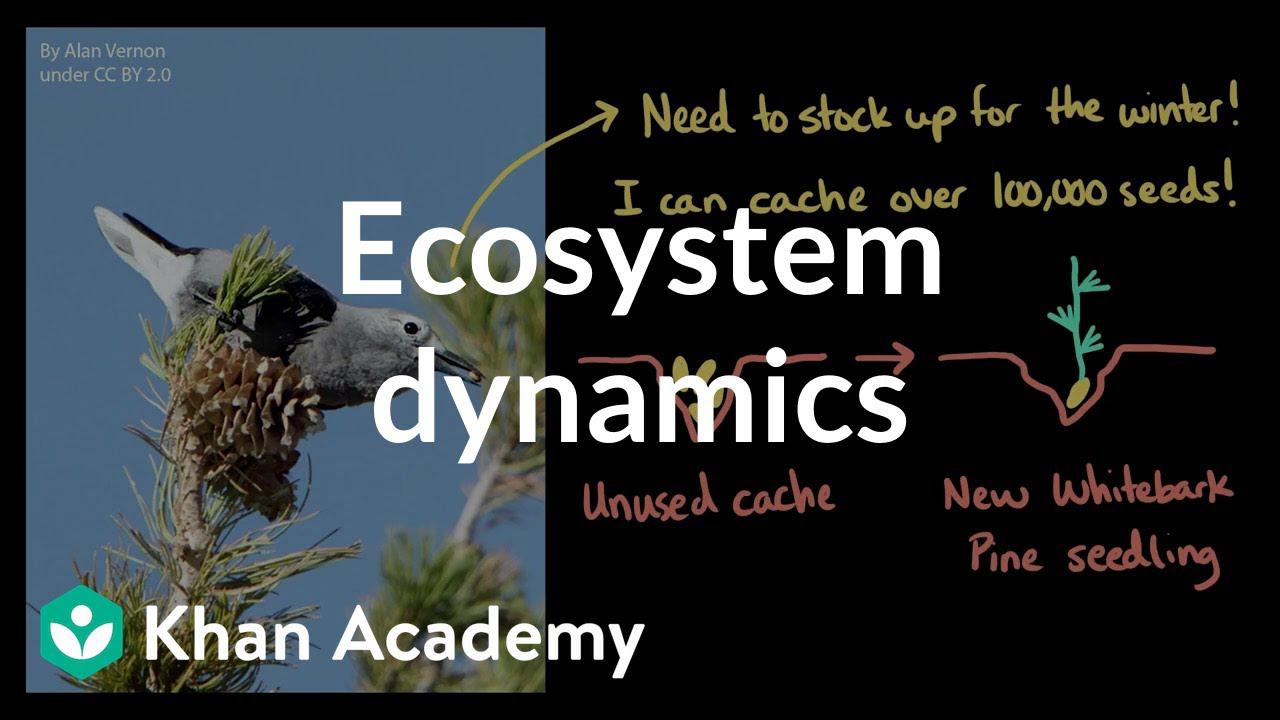 By Alan Vernon
under CC BY 2.0
Need to stock up for the winter!
I can cache over 100,000 seeds!
Ecosystem
dynamics
Unused cache
New Whitebark
Pine seedling
Khan Academy